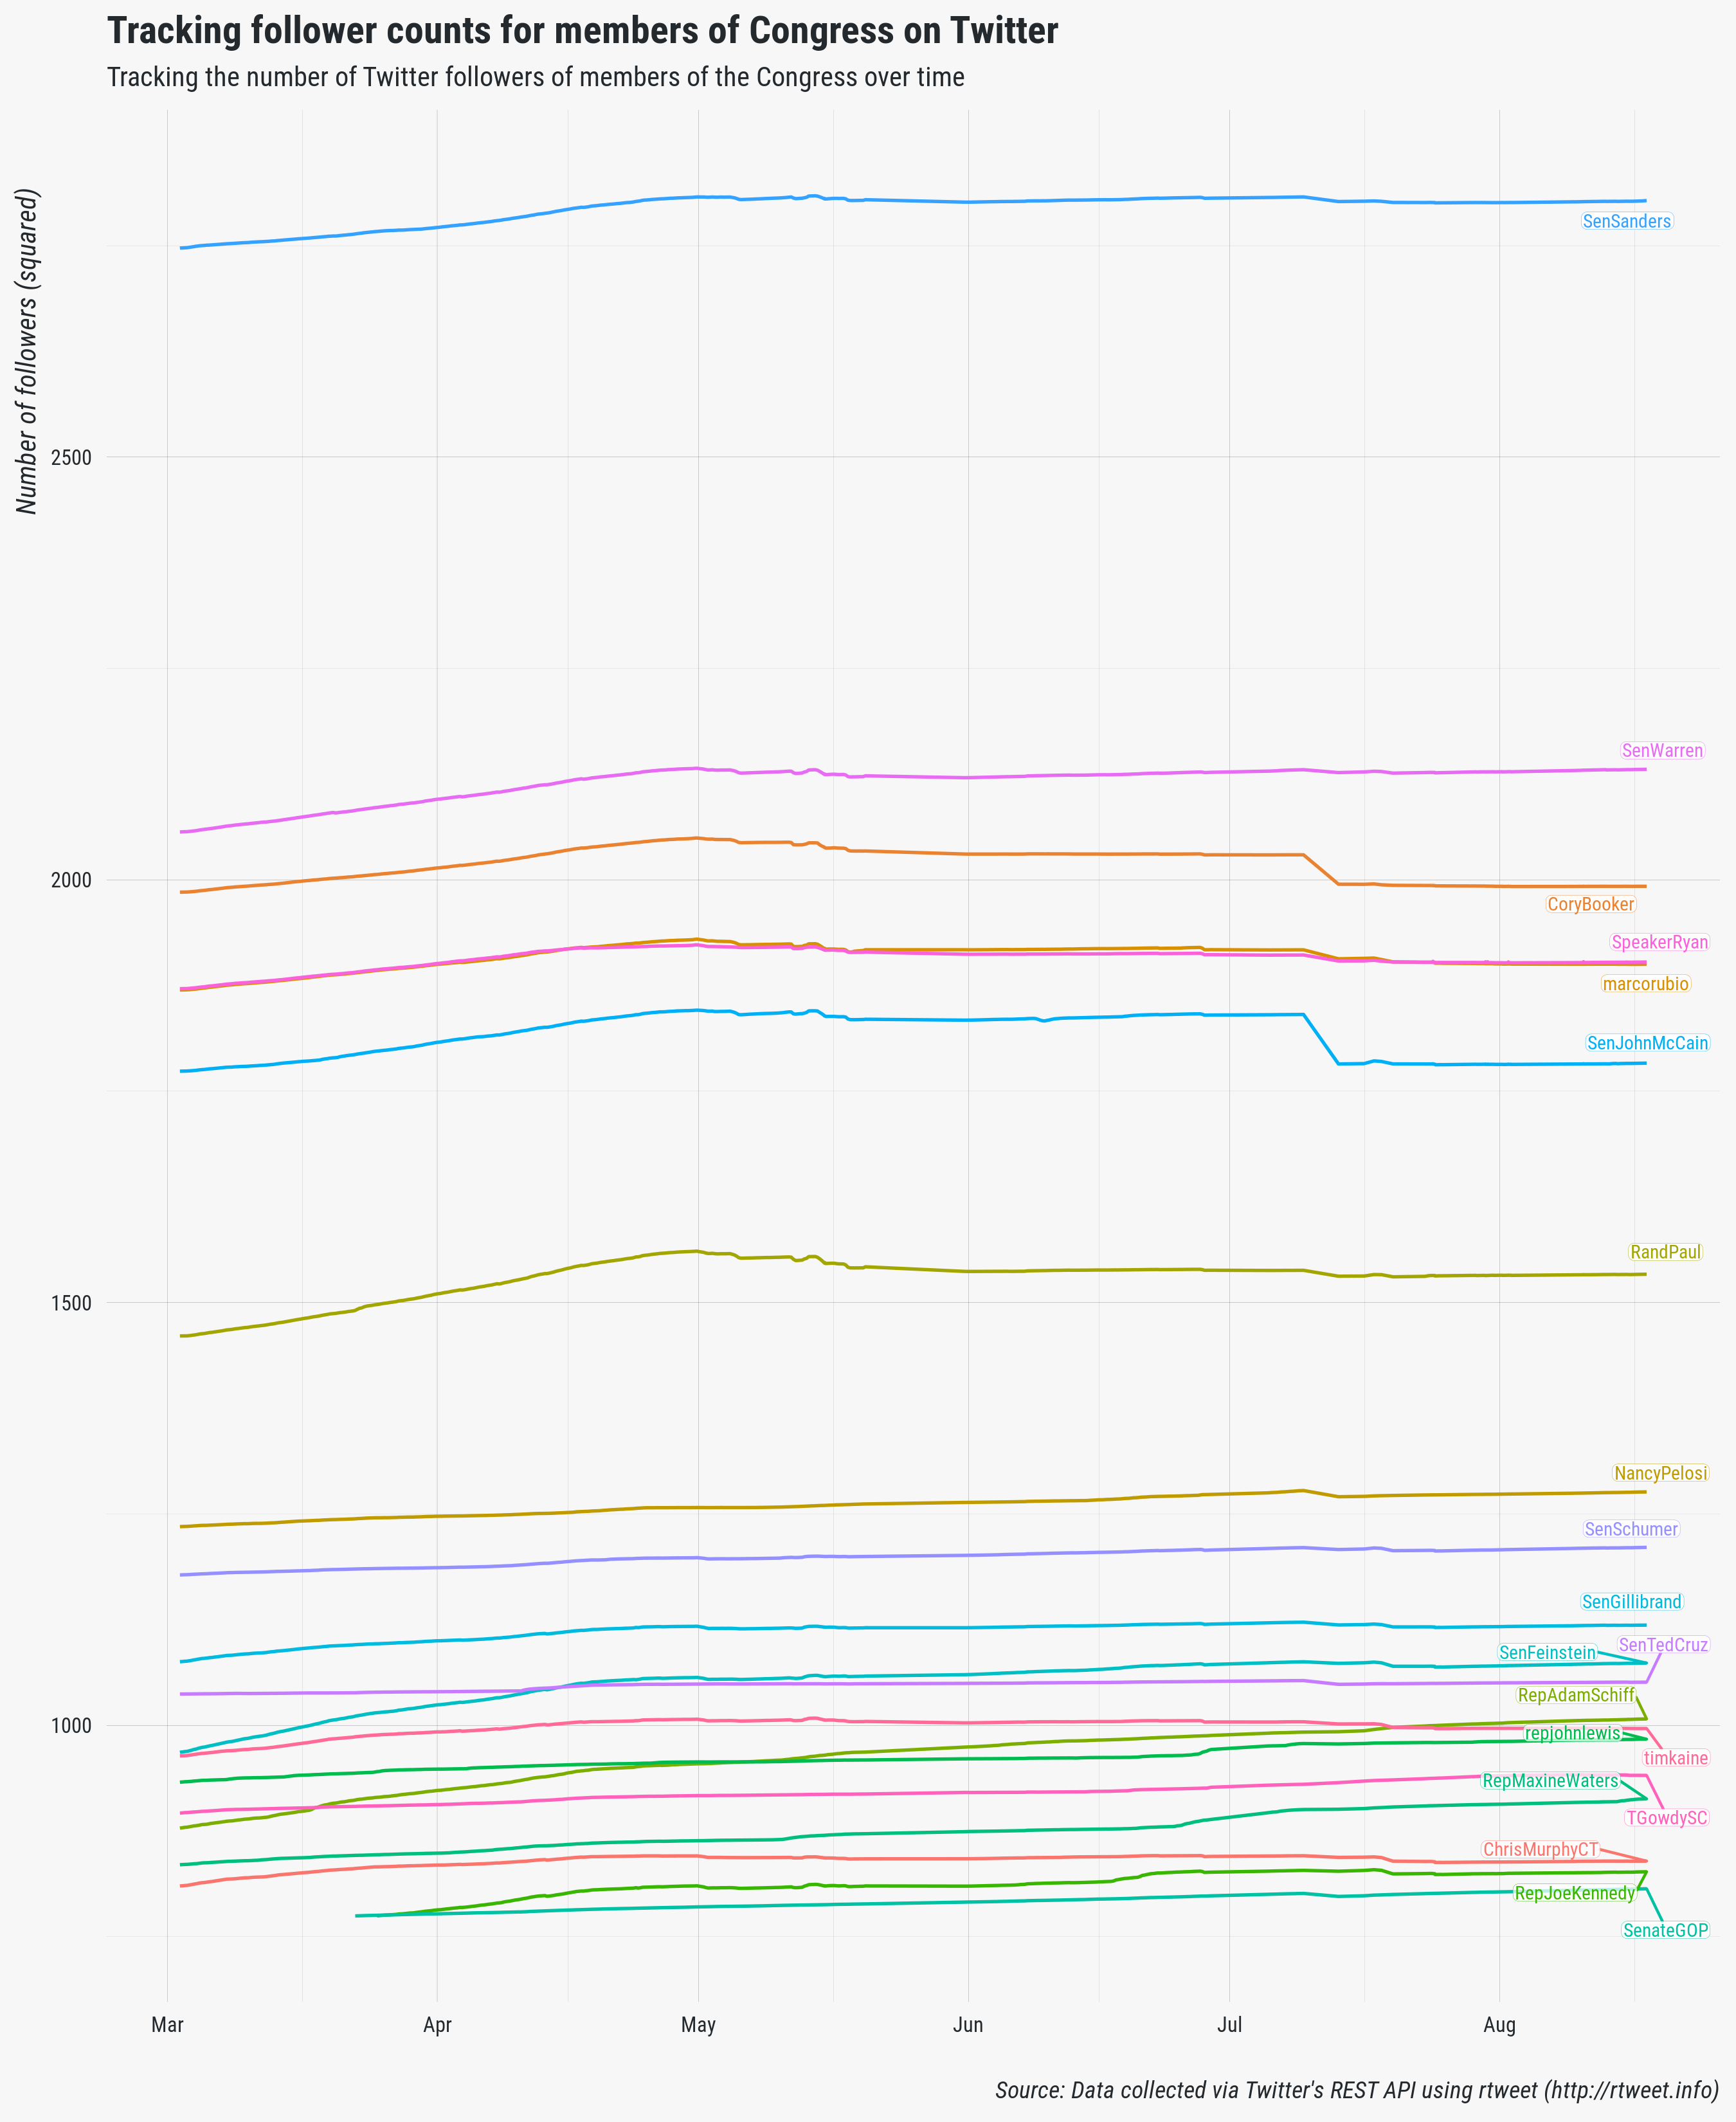 Tracking follower counts for members of Congress on Twitter
Tracking the number of Twitter followers of members of the Congress over time
Number of followers (squared)
SenSanders
2500
SenWarren
2000
CoryBooker
SpeakerRyan
marcorubio
SenJohnMcCain
RandPaul
1500
NancyPelosi
SenSchumer
SenGillibrand
SenTedCruz
SenFeinstein
RepAdamSchiff
1000
repjohnlewis
timkaine
RepMaxineWaters
TGowdySC
ChrisMurphyCT
RepJoeKennedy
SenateGOP
Mar Apr May Jun Jul Aug
Source: Data collected via Twitter's REST API using rtweet (http://rtweet.info)